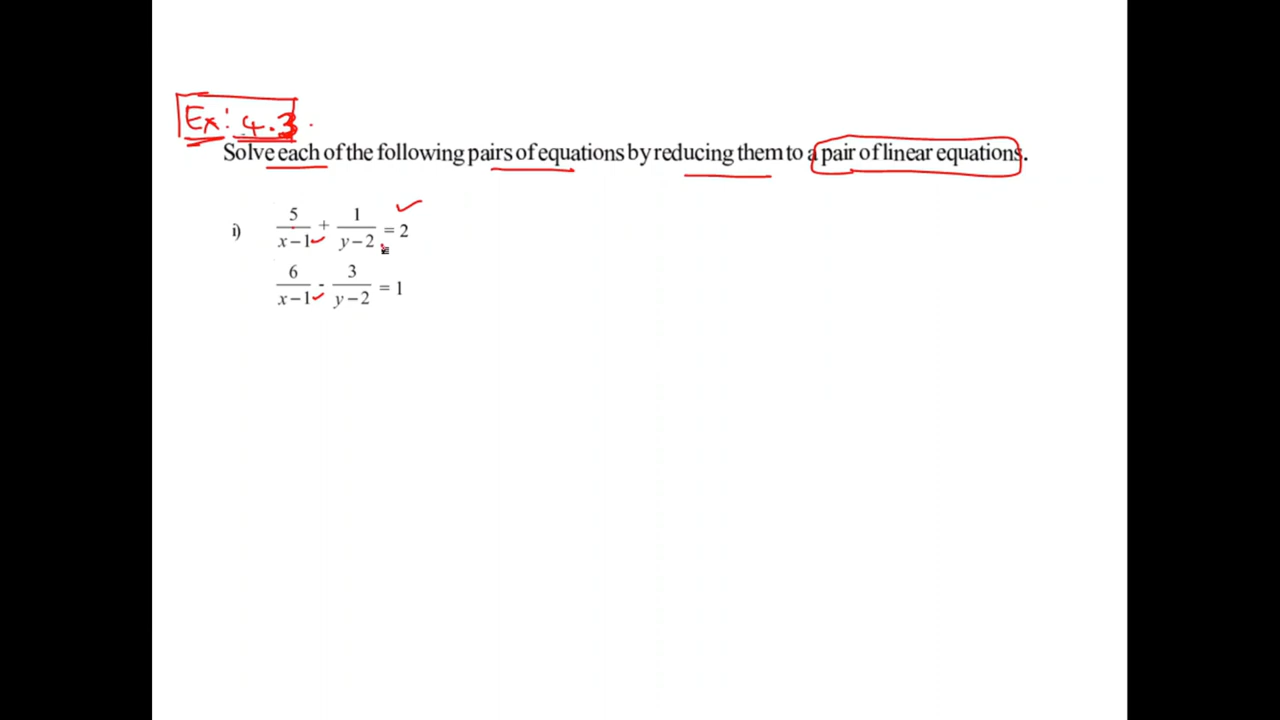 Ex: 4.3
Solve each of the following pairs of equations by reducing them to a pair of linear equations.
i) 5/(x-1) + 1/(y-2) = 2
6/(x-1) - 3/(y-2) = 1